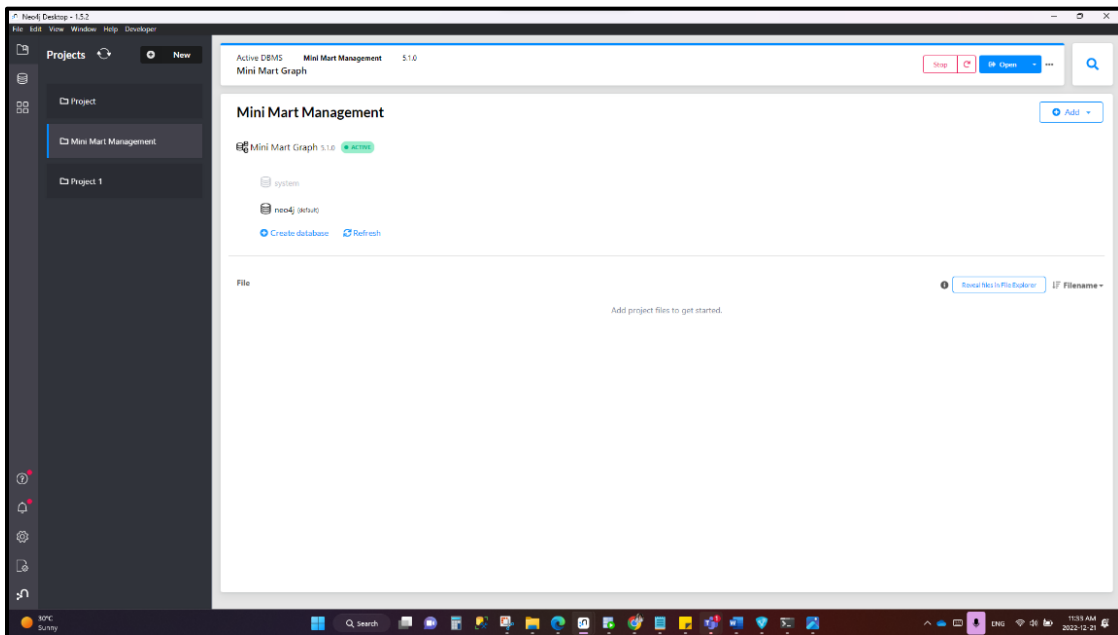 Neo4j Desktop - 1.5.2
File Edit View Window Help Developer
Projects
New
Project
Mini Mart Management
Project 1
Active DBMS Mini Mart Management 5.1.0
Mini Mart Graph
Stop
Open
Mini Mart Management
Add
Mini Mart Graph 5.1.0 ACTIVE
system
neo4j (default)
Create database Refresh
File
Reveal files in File Explorer
Filename
Add project files to get started.
30°C
Sunny
Search
ENG
11:53 AM
2022-12-21